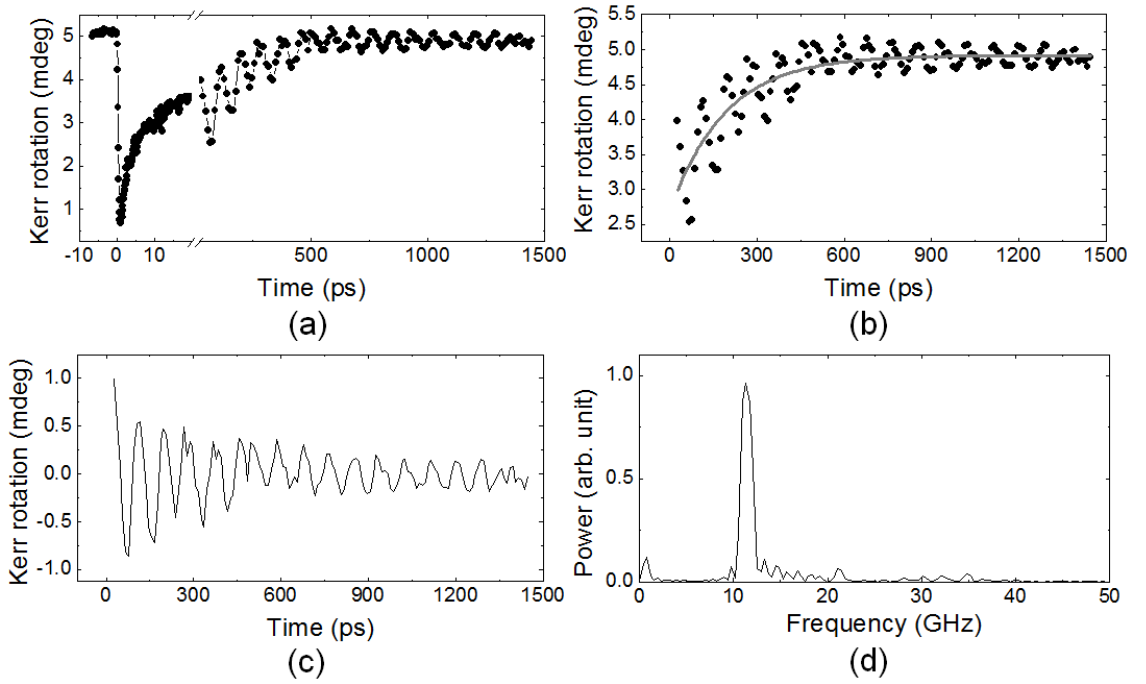 5
4
3
2
1
-10 0 10 500 1000 1500
Kerr rotation (mdeg)
Time (ps)
(a)
5.5
5.0
4.5
4.0
3.5
3.0
2.5
0 300 600 900 1200 1500
Kerr rotation (mdeg)
Time (ps)
(b)
1.0
0.5
0.0
-0.5
-1.0
0 300 600 900 1200 1500
Kerr rotation (mdeg)
Time (ps)
(c)
1.0
0.5
0.0
0 10 20 30 40 50
Power (arb. unit)
Frequency (GHz)
(d)